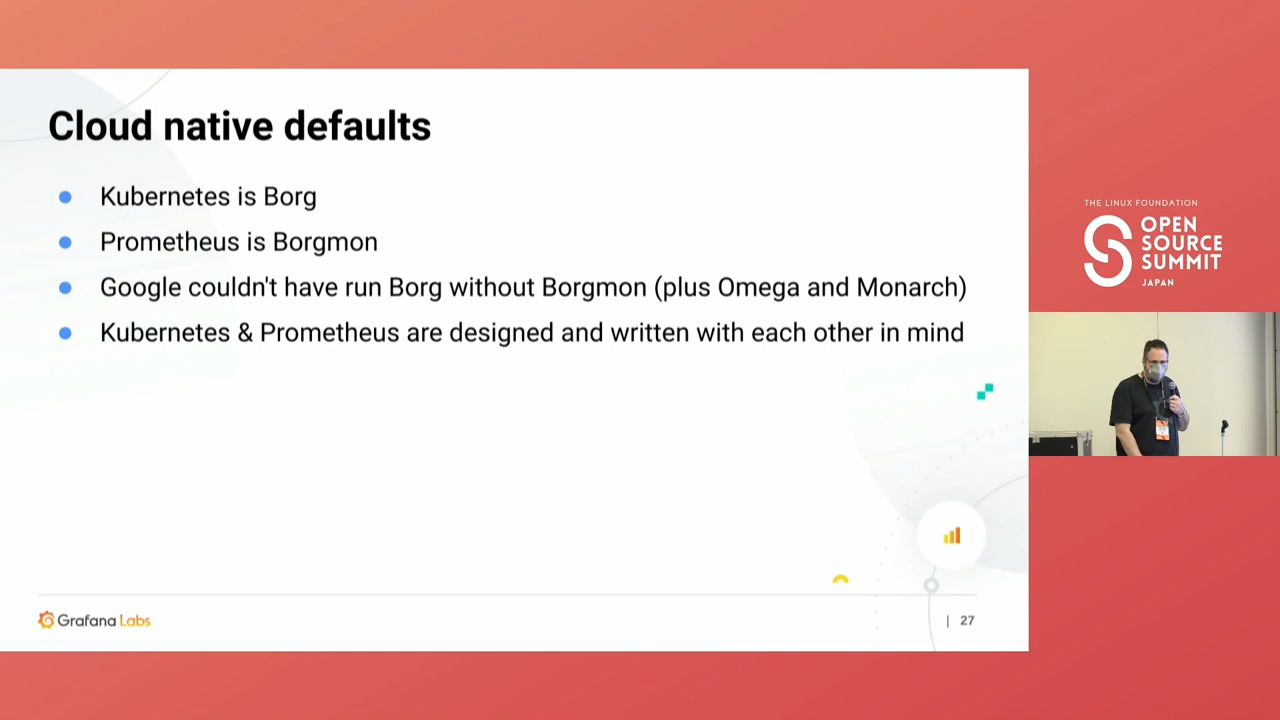 Cloud native defaults
Kubernetes is Borg
Prometheus is Borgmon
Google couldn't have run Borg without Borgmon (plus Omega and Monarch)
Kubernetes & Prometheus are designed and written with each other in mind
Grafana Labs
| 27
THE LINUX FOUNDATION
OPEN
SOURCE
SUMMIT
JAPAN